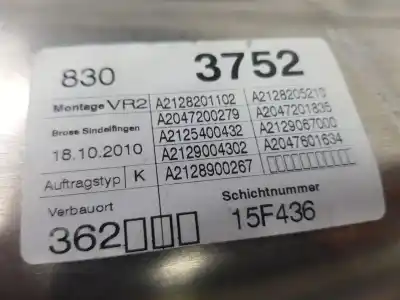 830 3752
Montage VR2 A2128201102 A2128205210
A2047200279 A2047201835
Brose Sindelfingen A2125400432 A2129067000
18.10.2010 A2129004302 A2047601634
Auftragstyp K A2128900267 □□□□□□□□□□□
Verbauort Schichtnummer
362□□□ 15F436